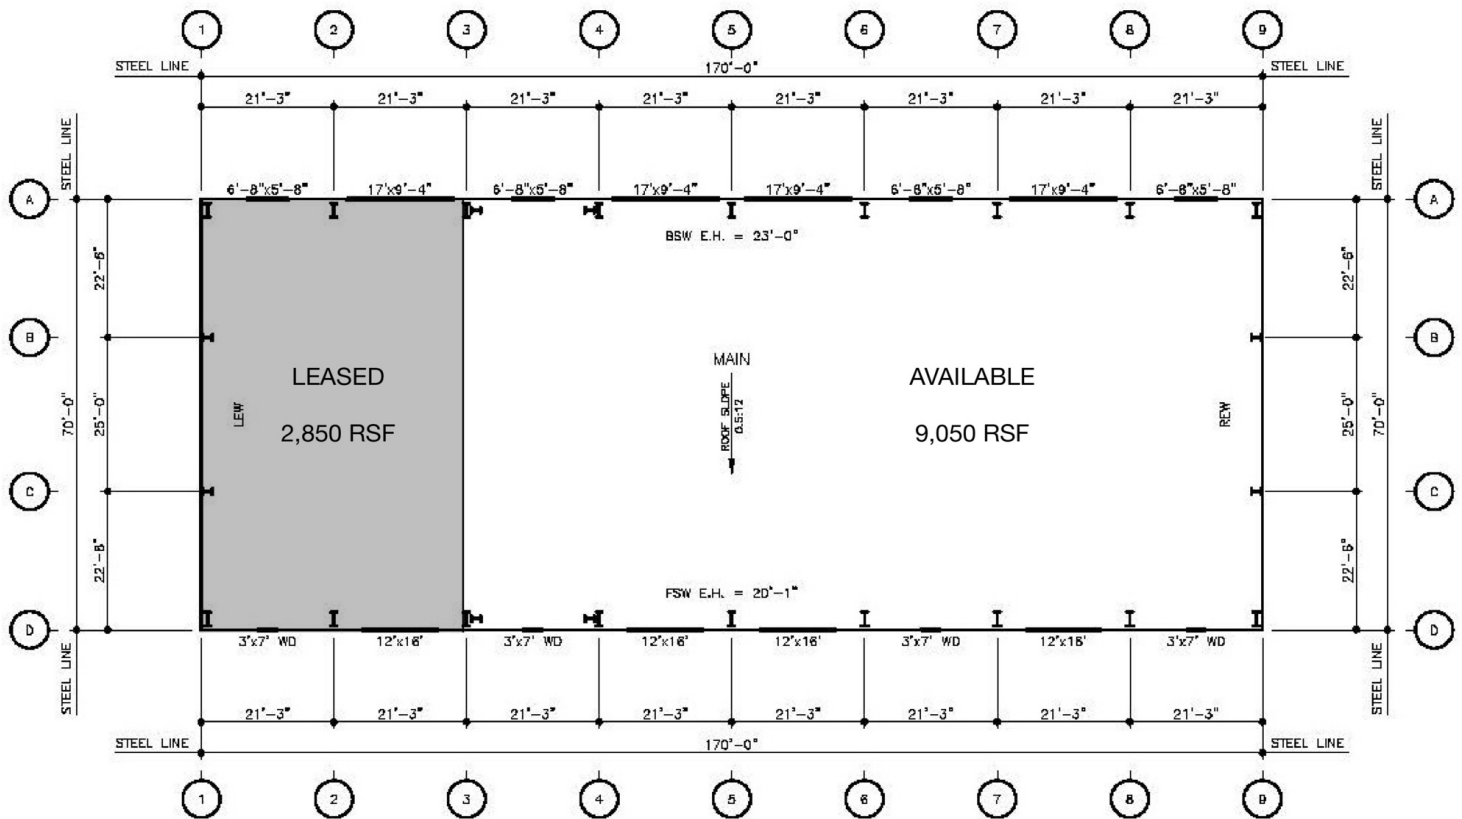 1 2 3 4 5 6 7 8 9
STEEL LINE 170'-0" STEEL LINE
21'-3" 21'-3" 21'-3" 21'-3" 21'-3" 21'-3" 21'-3" 21'-3"
STEEL LINE STEEL LINE
6'-8"x5'-8" 17'x9'-4" 6'-8"x5'-8" 17'x9'-4" 17'x9'-4" 6'-8"x5'-8" 17'x9'-4" 6'-8"x5'-8"
A A
BSW E.H. = 23'-0"
22'-6" 22'-6"
B B
MAIN
LEASED AVAILABLE
ROOF SLOPE
0.5:12
70'-0" 25'-0" LEW REW 25'-0" 70'-0"
2,850 RSF 9,050 RSF
C C
22'-6" 22'-6"
FSW E.H. = 20'-1"
D D
3'x7' WD 12'x16' 3'x7' WD 12'x16' 12'x16' 3'x7' WD 12'x16' 3'x7' WD
STEEL LINE STEEL LINE
21'-3" 21'-3" 21'-3" 21'-3" 21'-3" 21'-3" 21'-3" 21'-3"
STEEL LINE 170'-0" STEEL LINE
1 2 3 4 5 6 7 8 9